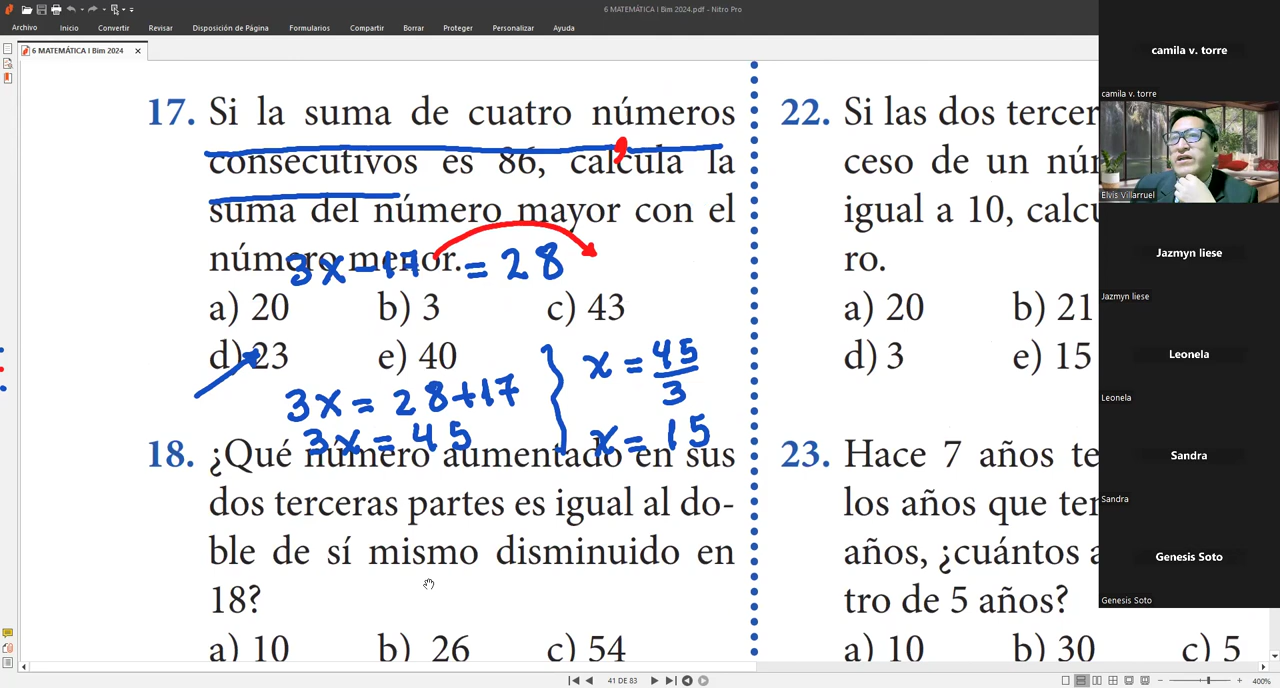 6 MATEMÁTICA I Bim 2024.pdf - Nitro Pro
Archivo Inicio Convertir Revisar Disposición de Página Formularios Compartir Borrar Proteger Personalizar Ayuda
6 MATEMÁTICA I Bim 2024
17. Si la suma de cuatro números
consecutivos es 86, calcula la
suma del número mayor con el
número menor.
3x-17 = 28
a) 20 b) 3 c) 43
d) 23 e) 40
3x = 28+17
3x = 45
x = 45/3
x = 15
18. ¿Qué número aumentado en sus
dos terceras partes es igual al do-
ble de sí mismo disminuido en
18?
a) 10 b) 26 c) 54
22. Si las dos tercer
ceso de un núm
igual a 10, calcu
ro.
a) 20 b) 21
d) 3 e) 15
23. Hace 7 años te
los años que ten
años, ¿cuántos a
tro de 5 años?
a) 10 b) 30 c) 5
camila v. torre
camila v. torre
Elvis Villarruel
Jazmyn liese
Jazmyn liese
Leonela
Leonela
Sandra
Sandra
Genesis Soto
Genesis Soto
41 DE 83
400%